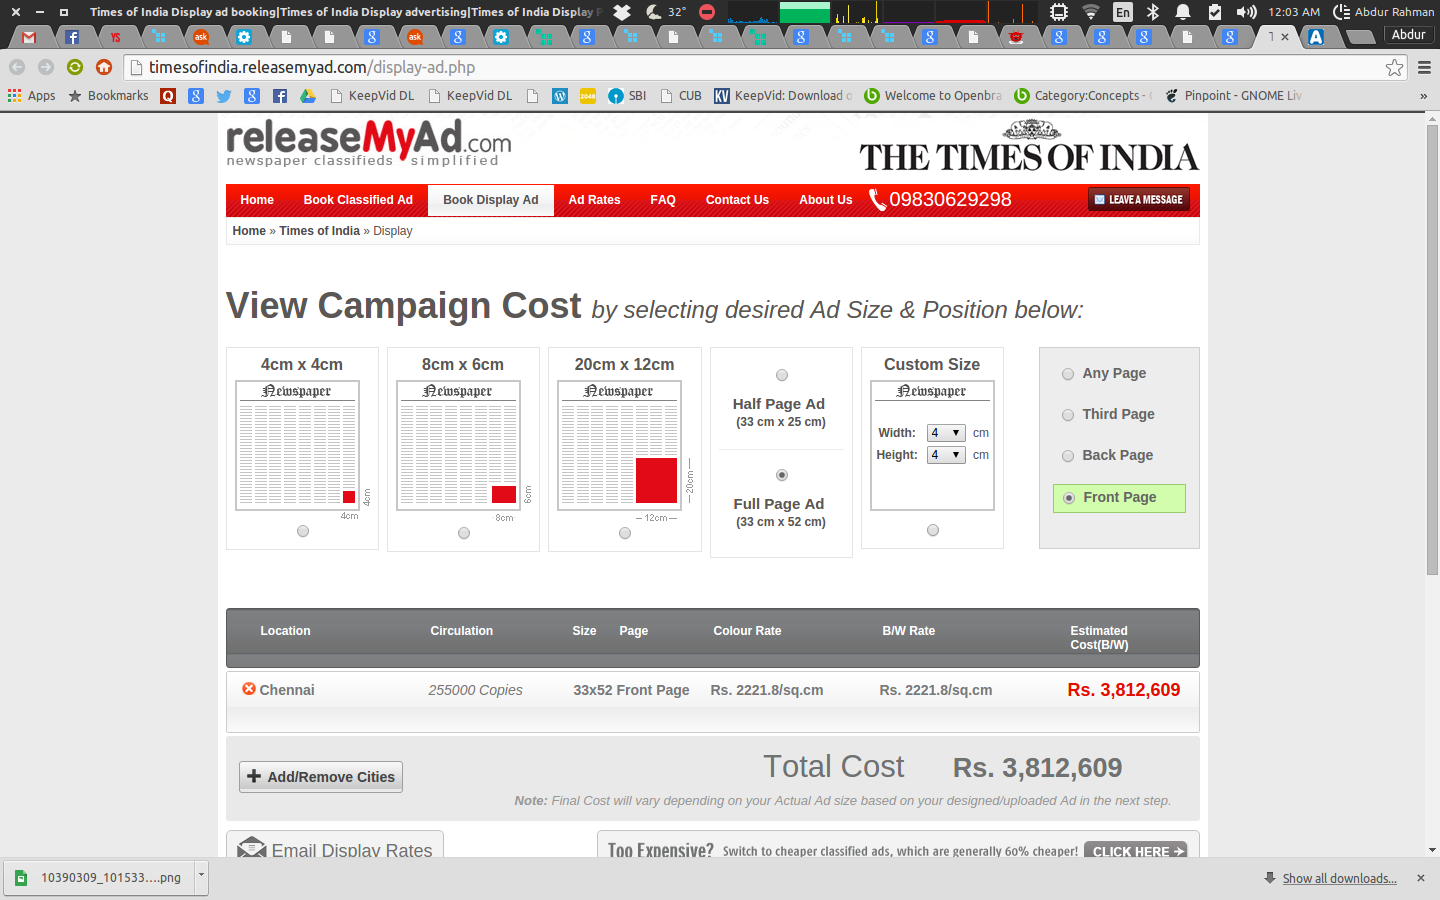 Times of India Display ad booking|Times of India Display advertising|Times of India Display P
32°
En
12:03 AM
Abdur Rahman
Abdur
timesofindia.releasemyad.com/display-ad.php
Apps
Bookmarks
KeepVid DL
KeepVid DL
2048
SBI
CUB
KV
KeepVid: Download o
Welcome to Openbra
Category:Concepts -
Pinpoint - GNOME Liv
»
releaseMyAd.com
newspaper classifieds simplified
THE TIMES OF INDIA
Home
Book Classified Ad
Book Display Ad
Ad Rates
FAQ
Contact Us
About Us
09830629298
LEAVE A MESSAGE
Home » Times of India » Display
View Campaign Cost by selecting desired Ad Size & Position below:
4cm x 4cm
Newspaper
4cm
4cm
8cm x 6cm
Newspaper
6cm
8cm
20cm x 12cm
Newspaper
20cm
12cm
Half Page Ad
(33 cm x 25 cm)
Full Page Ad
(33 cm x 52 cm)
Custom Size
Newspaper
Width: 4 cm
Height: 4 cm
Any Page
Third Page
Back Page
Front Page
Location Circulation Size Page Colour Rate B/W Rate Estimated
Cost(B/W)
Chennai 255000 Copies 33x52 Front Page Rs. 2221.8/sq.cm Rs. 2221.8/sq.cm Rs. 3,812,609
Add/Remove Cities
Total Cost Rs. 3,812,609
Note: Final Cost will vary depending on your Actual Ad size based on your designed/uploaded Ad in the next step.
Email Display Rates
Too Expensive? Switch to cheaper classified ads, which are generally 60% cheaper! CLICK HERE
10390309_101533....png
Show all downloads...